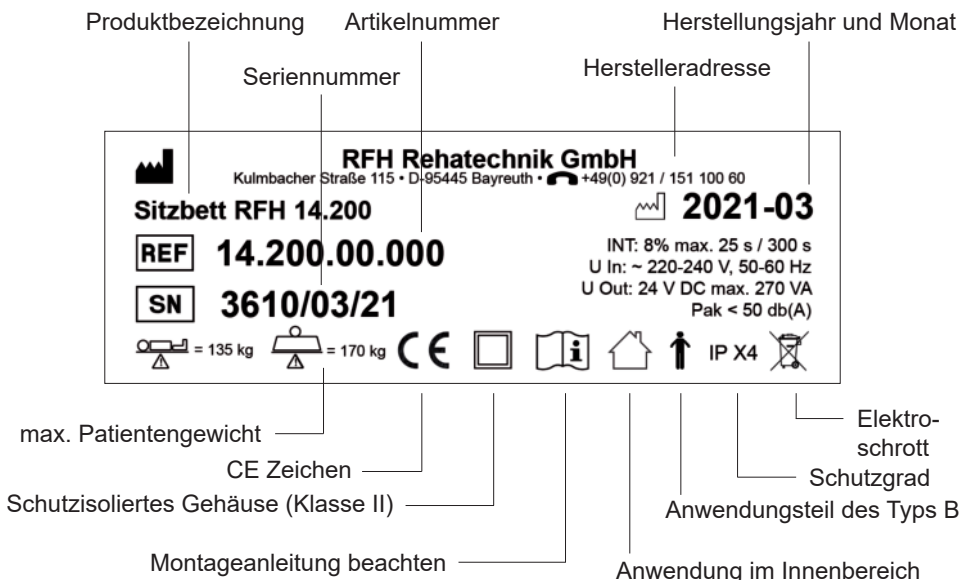 Produktbezeichnung
Artikelnummer
Herstellungsjahr und Monat
Seriennummer
Herstelleradresse
RFH Rehatechnik GmbH
Kulmbacher Straße 115 • D-95445 Bayreuth • +49(0) 921 / 151 100 60
Sitzbett RFH 14.200
2021-03
REF 14.200.00.000
INT: 8% max. 25 s / 300 s
U In: ~ 220-240 V, 50-60 Hz
SN 3610/03/21
U Out: 24 V DC max. 270 VA
Pak < 50 db(A)
= 135 kg = 170 kg CE i IP X4
max. Patientengewicht
Elektro-
schrott
CE Zeichen
Schutzgrad
Schutzisoliertes Gehäuse (Klasse II)
Anwendungsteil des Typs B
Montageanleitung beachten
Anwendung im Innenbereich